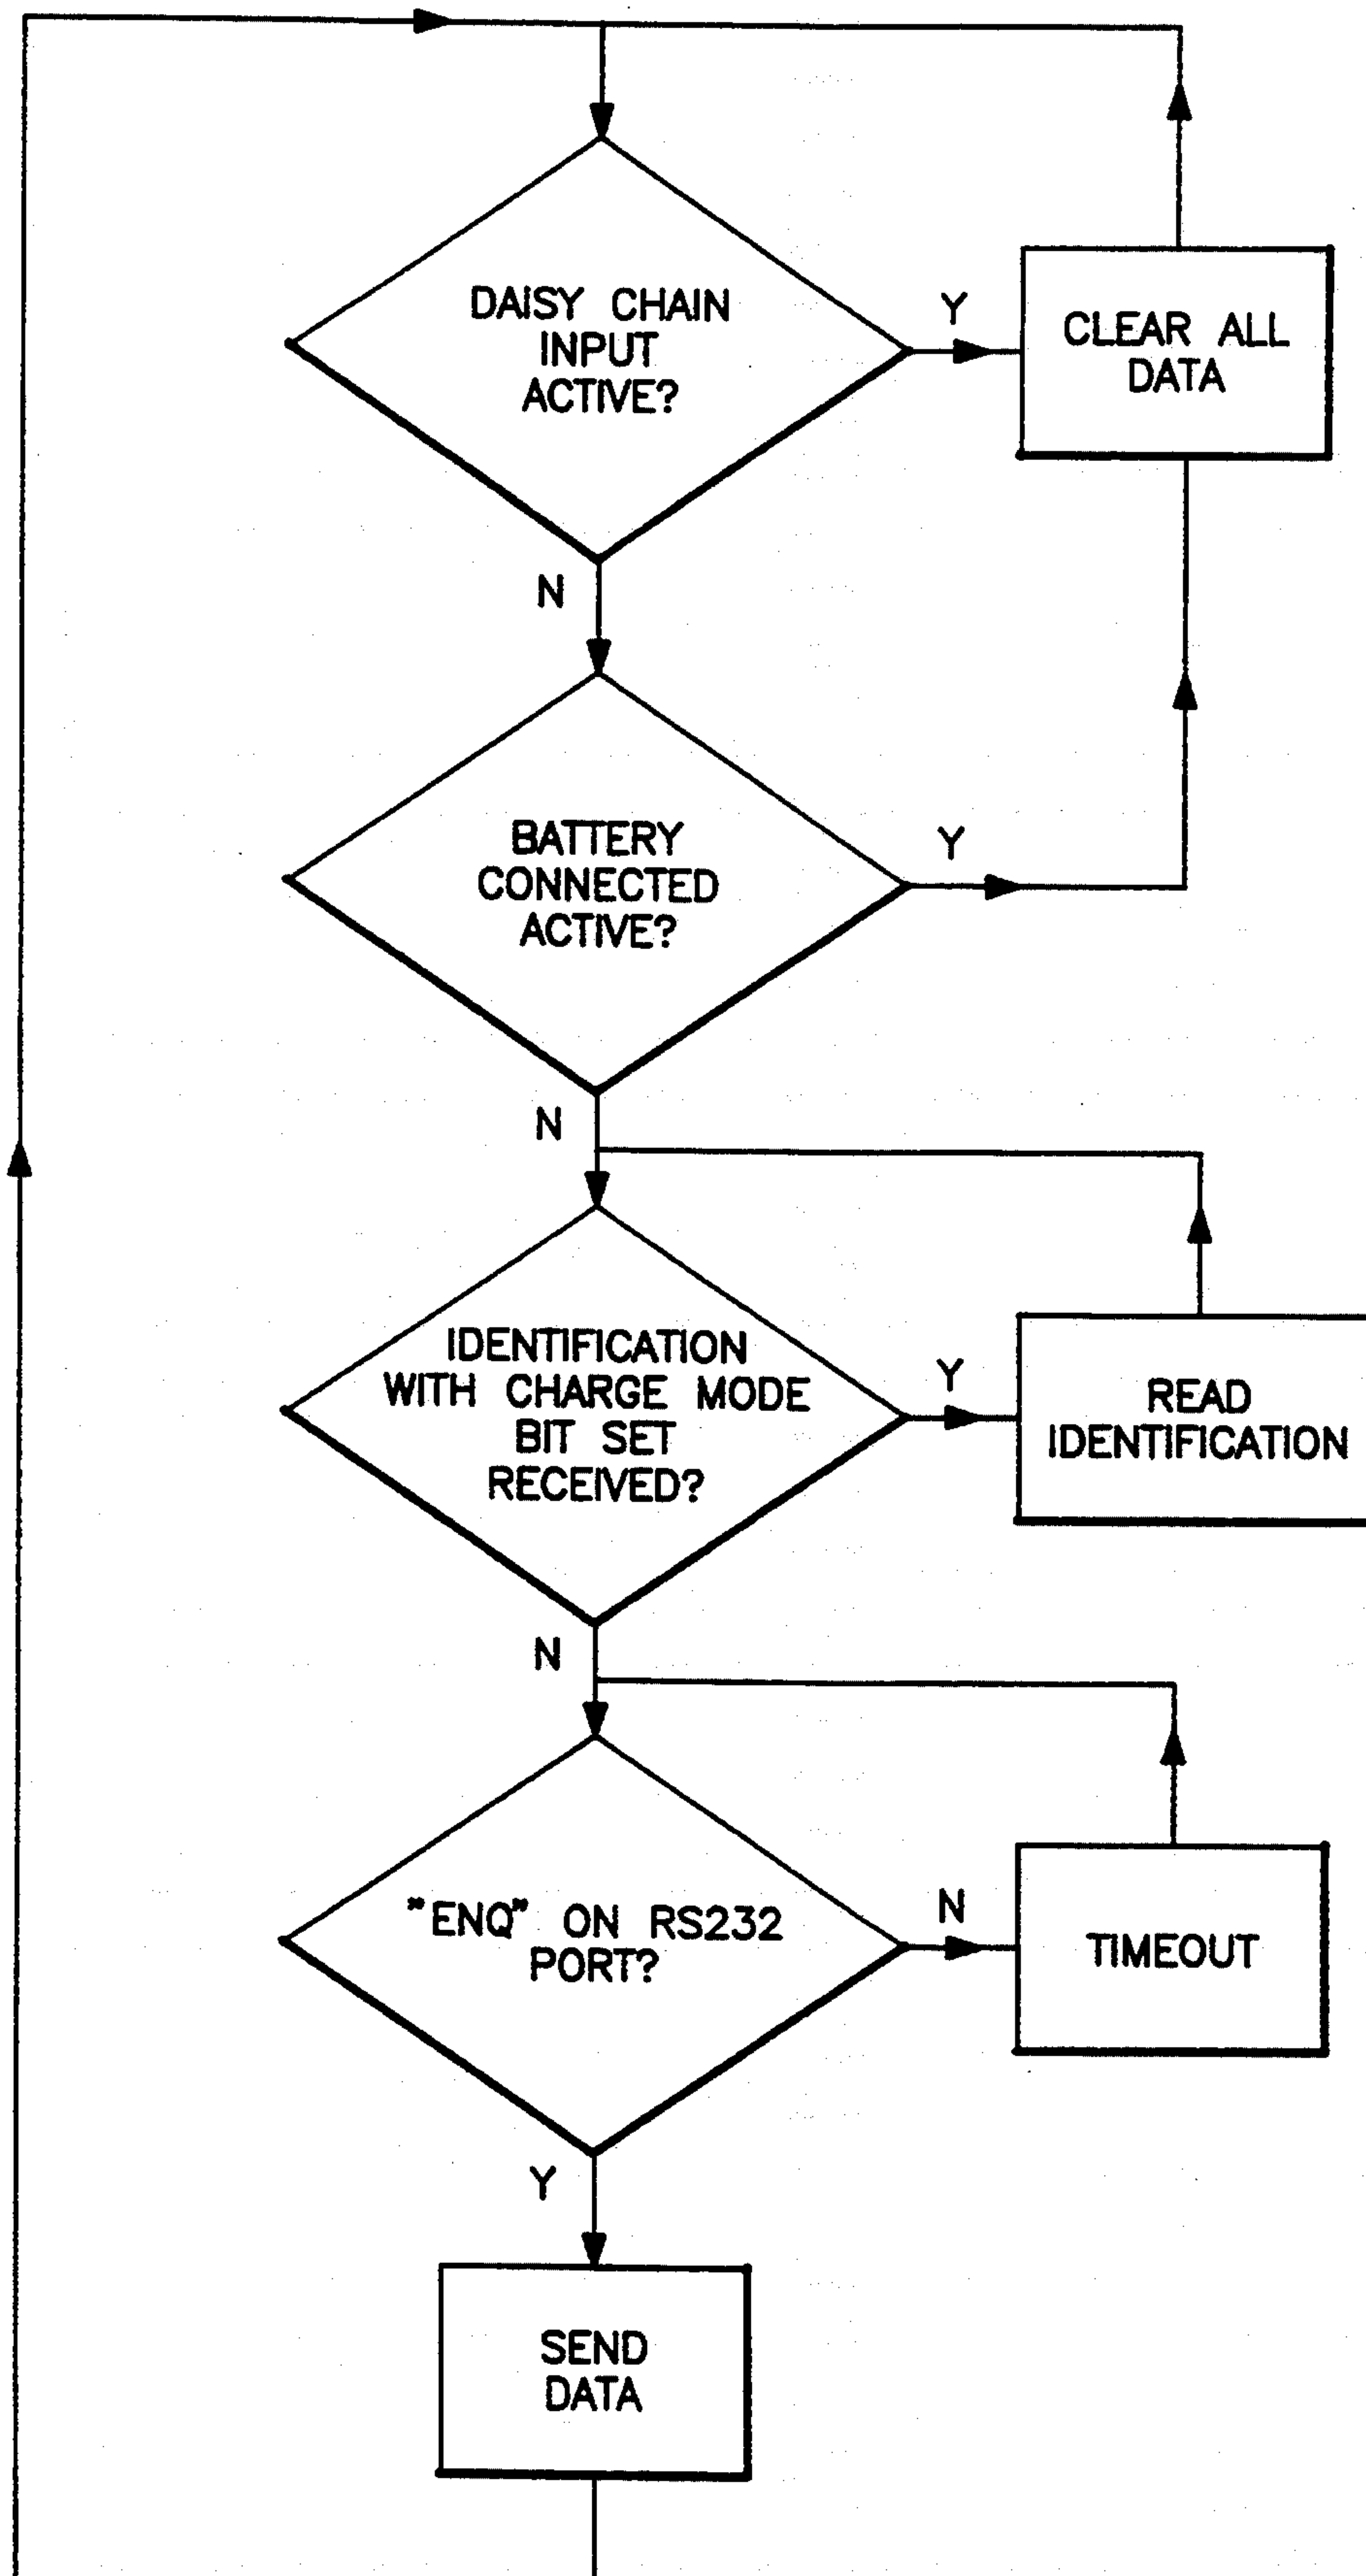 DAISY CHAIN
INPUT
ACTIVE?
Y
CLEAR ALL
DATA
N
BATTERY
CONNECTED
ACTIVE?
Y
N
IDENTIFICATION
WITH CHARGE MODE
BIT SET
RECEIVED?
Y
READ
IDENTIFICATION
N
"ENQ" ON RS232
PORT?
N
TIMEOUT
Y
SEND
DATA